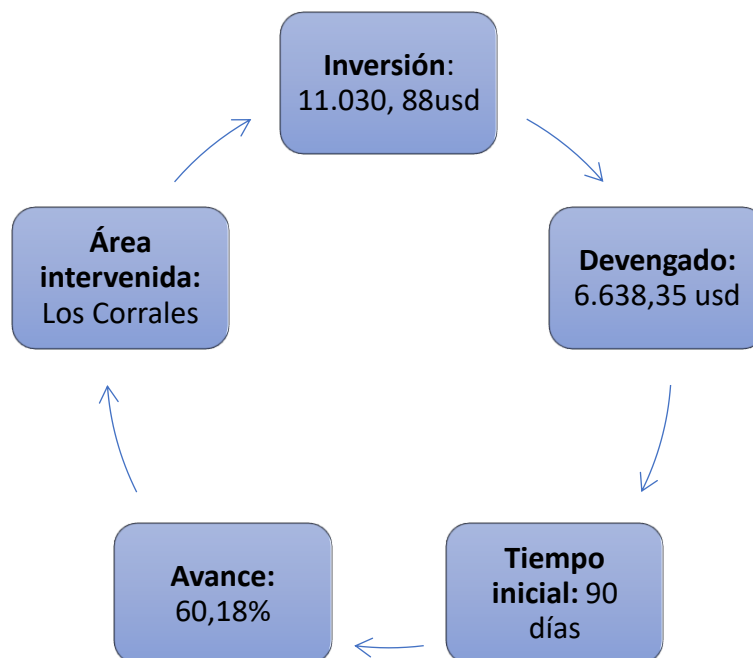 Inversión:
11.030, 88usd
Devengado:
6.638,35 usd
Tiempo
inicial: 90
días
Avance:
60,18%
Área
intervenida:
Los Corrales